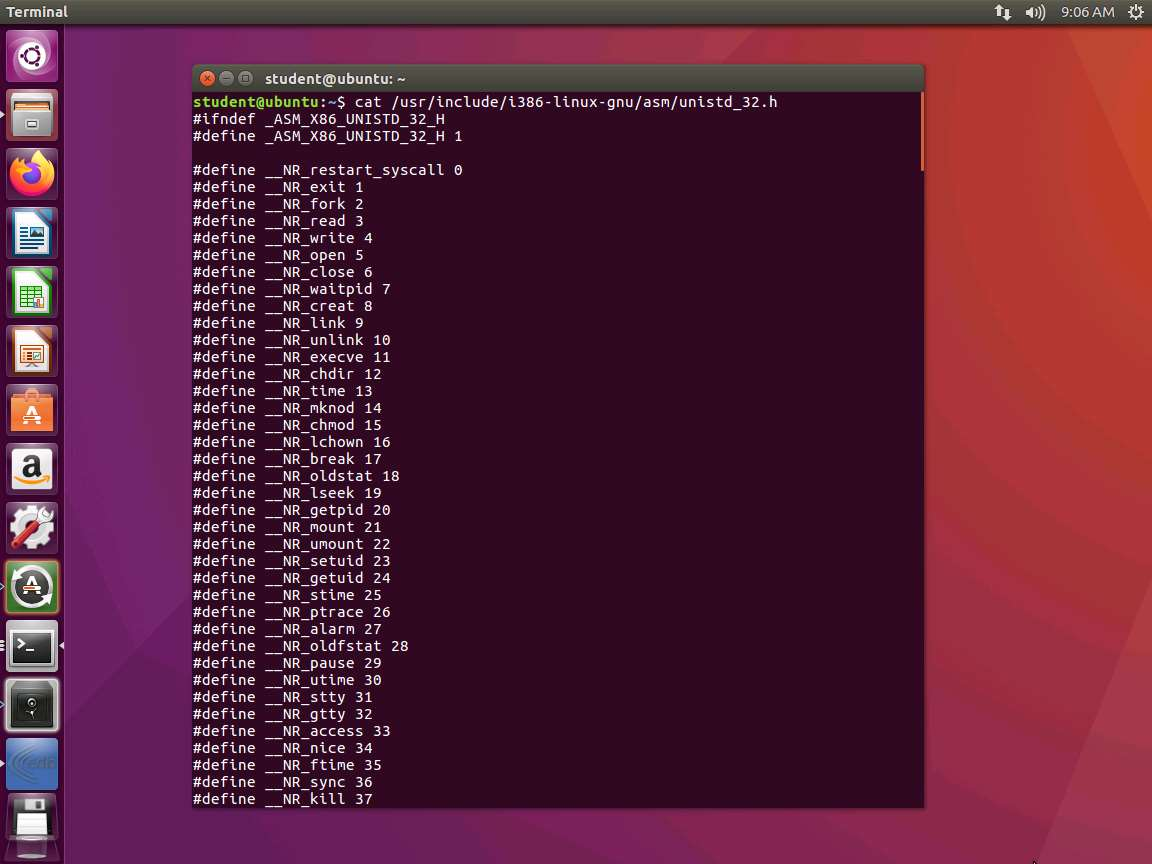 Terminal
9:06 AM
student@ubuntu: ~
student@ubuntu:~$ cat /usr/include/i386-linux-gnu/asm/unistd_32.h
#ifndef _ASM_X86_UNISTD_32_H
#define _ASM_X86_UNISTD_32_H 1
#define __NR_restart_syscall 0
#define __NR_exit 1
#define __NR_fork 2
#define __NR_read 3
#define __NR_write 4
#define __NR_open 5
#define __NR_close 6
#define __NR_waitpid 7
#define __NR_creat 8
#define __NR_link 9
#define __NR_unlink 10
#define __NR_execve 11
#define __NR_chdir 12
#define __NR_time 13
#define __NR_mknod 14
#define __NR_chmod 15
#define __NR_lchown 16
#define __NR_break 17
#define __NR_oldstat 18
#define __NR_lseek 19
#define __NR_getpid 20
#define __NR_mount 21
#define __NR_umount 22
#define __NR_setuid 23
#define __NR_getuid 24
#define __NR_stime 25
#define __NR_ptrace 26
#define __NR_alarm 27
#define __NR_oldfstat 28
#define __NR_pause 29
#define __NR_utime 30
#define __NR_stty 31
#define __NR_gtty 32
#define __NR_access 33
#define __NR_nice 34
#define __NR_ftime 35
#define __NR_sync 36
#define __NR_kill 37
a
>_
edb